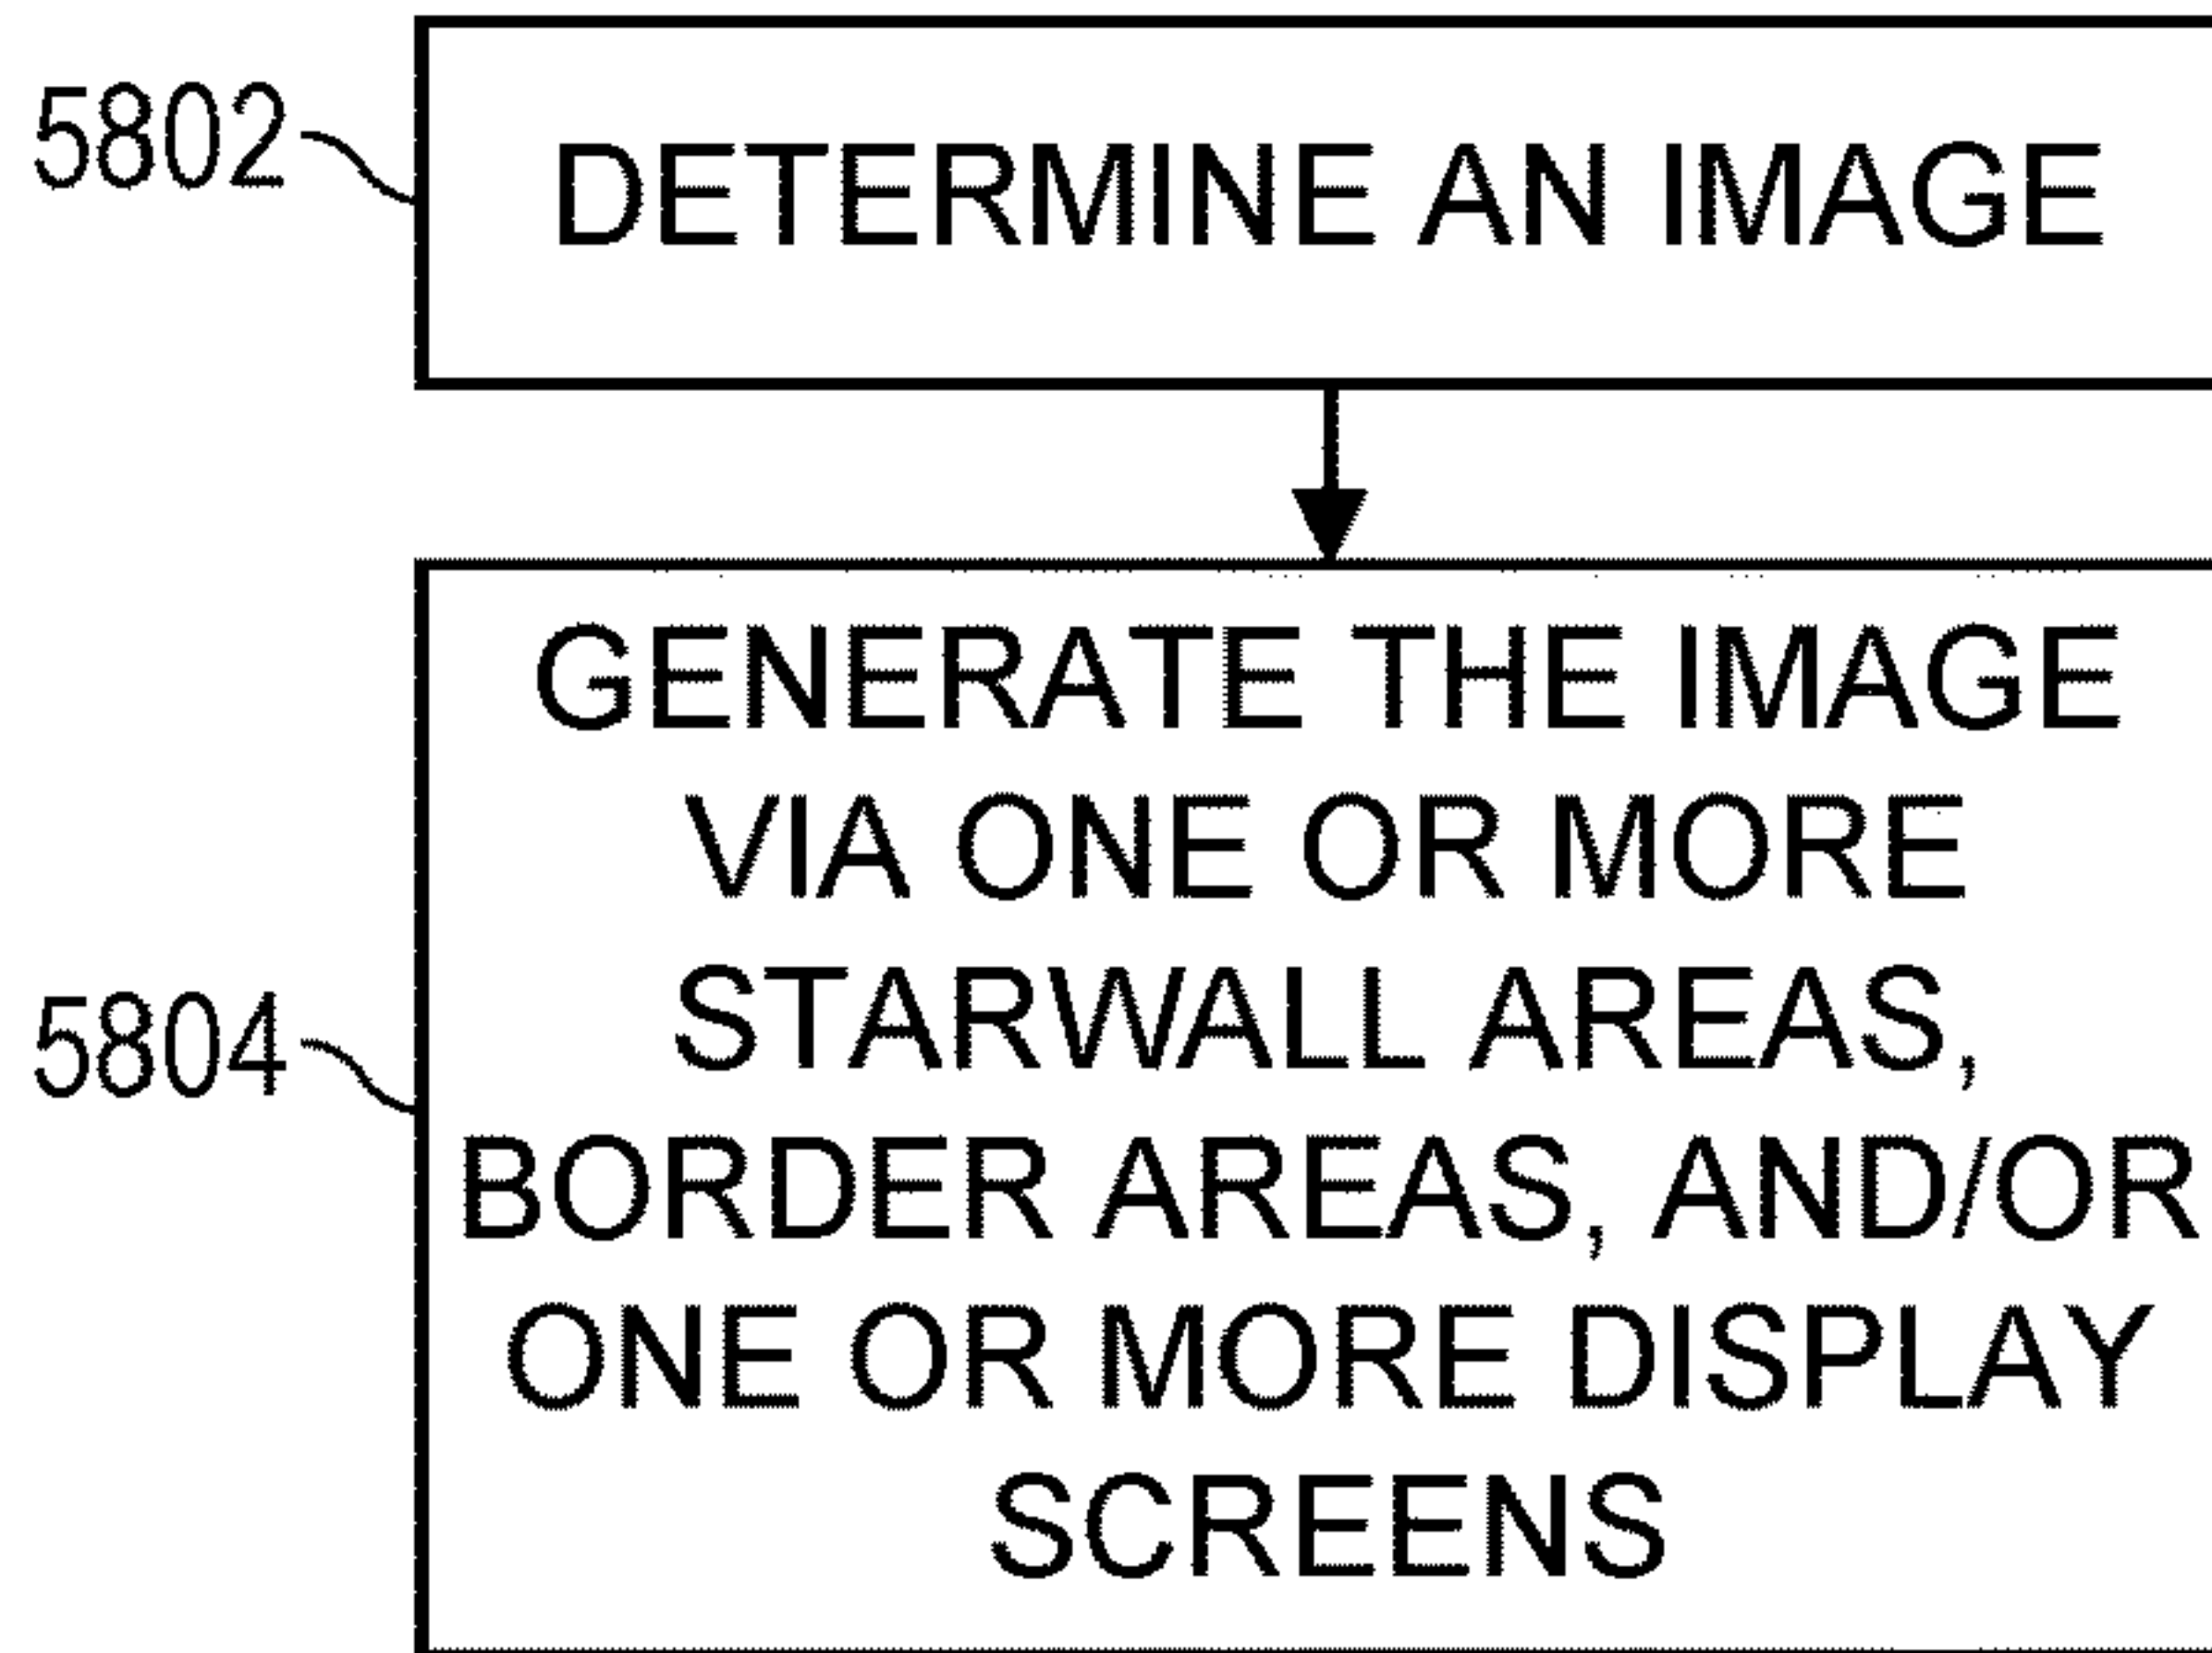 5802
DETERMINE AN IMAGE
GENERATE THE IMAGE
VIA ONE OR MORE
STARWALL AREAS,
5804
BORDER AREAS, AND/OR
ONE OR MORE DISPLAY
SCREENS